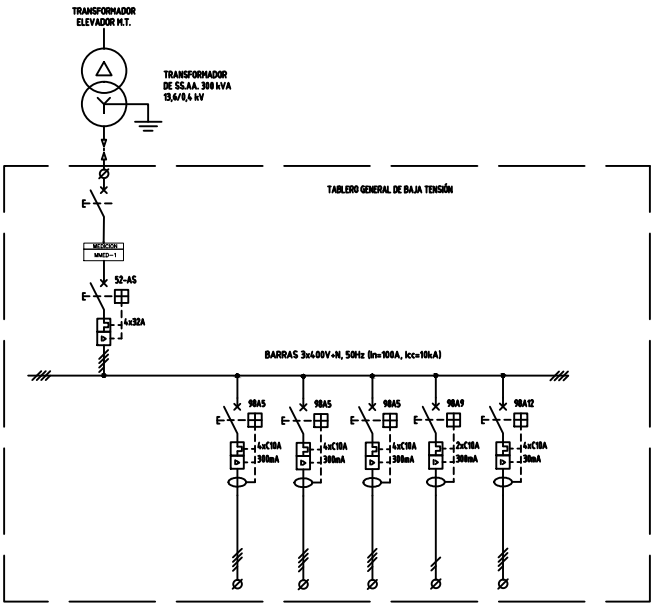 TRANSFORMADOR
ELEVADOR M.T.
TRANSFORMADOR
DE SS.AA. 300 kVA
13,6/0,4 kV
TABLERO GENERAL DE BAJA TENSIÓN
MEDICION
MMED-1
52-AS
4x32A
BARRAS 3x400V+N, 50Hz (In=100A, Icc=10kA)
98A5
98A5
98A5
98A9
98A12
4xC10A
4xC10A
4xC10A
2xC10A
4xC10A
300mA
300mA
300mA
300mA
30mA